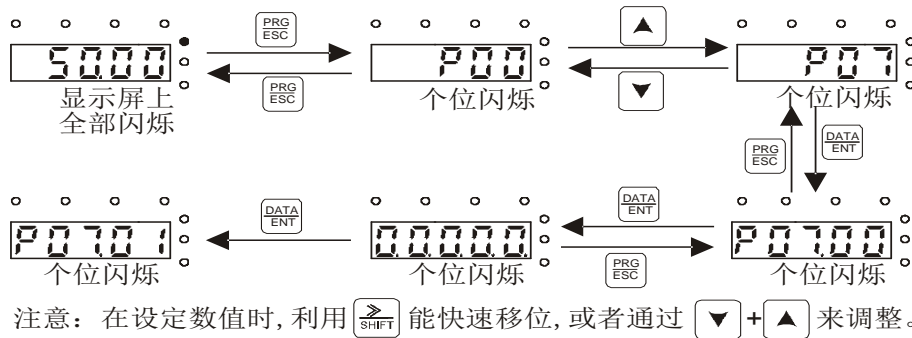 PRG
ESC
PRG
ESC
50.00
P00
P07
显示屏上
全部闪烁
个位闪烁
个位闪烁
PRG
ESC
DATA
ENT
DATA
ENT
DATA
ENT
PRG
ESC
P07.01
0.0.0.0.0.
P07.00
个位闪烁
个位闪烁
个位闪烁
注意: 在设定数值时,利用 SHIFT 能快速移位,或者通过 ▼+▲ 来调整。